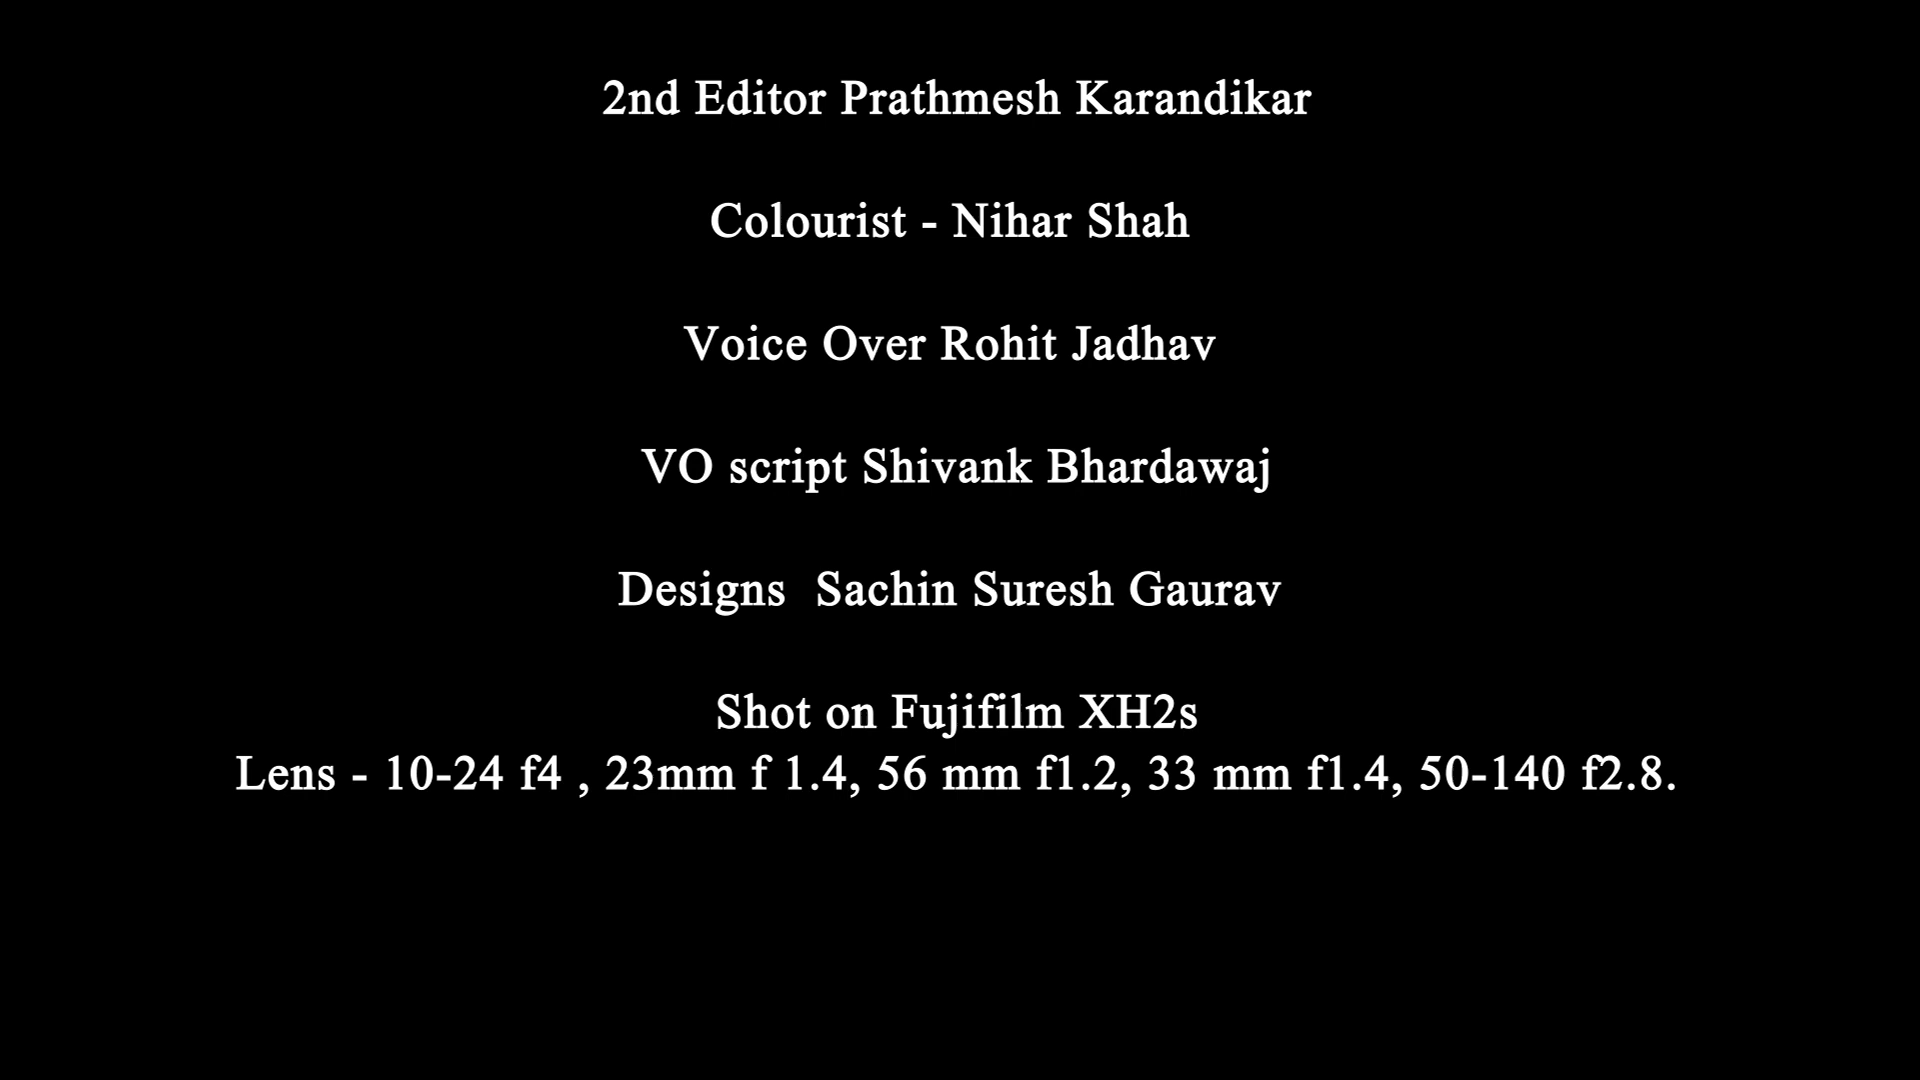 2nd Editor Prathmesh Karandikar
Colourist - Nihar Shah
Voice Over Rohit Jadhav
VO script Shivank Bhardawaj
Designs  Sachin Suresh Gaurav
Shot on Fujifilm XH2s
Lens - 10-24 f4 , 23mm f 1.4, 56 mm f1.2, 33 mm f1.4, 50-140 f2.8.